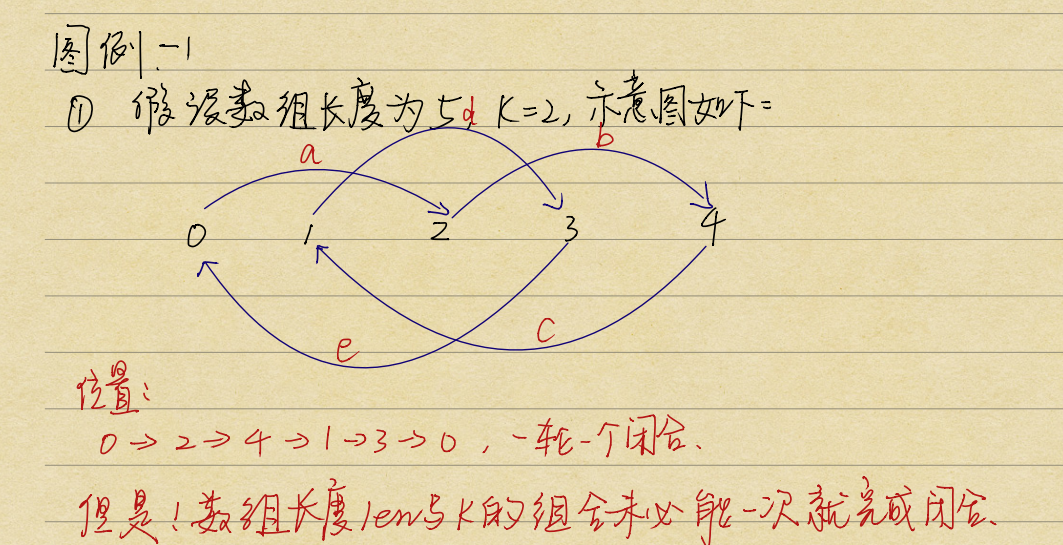 图例-1
① 假设数组长度为5, K=2, 示意图如下:
a d b
0 1 2 3 4
e c
位置:
0→2→4→1→3→0, 一轮一个闭合.
但是!数组长度len与K的组合未必能一次就完成闭合.